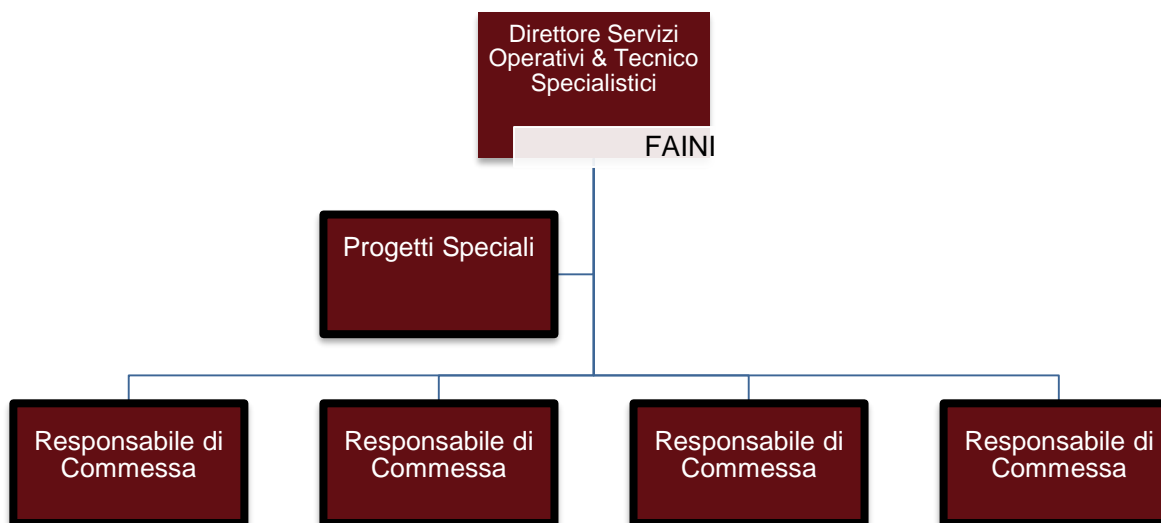 Direttore Servizi
Operativi & Tecnico
Specialistici
FAINI
Progetti Speciali
Responsabile di
Commessa
Responsabile di
Commessa
Responsabile di
Commessa
Responsabile di
Commessa